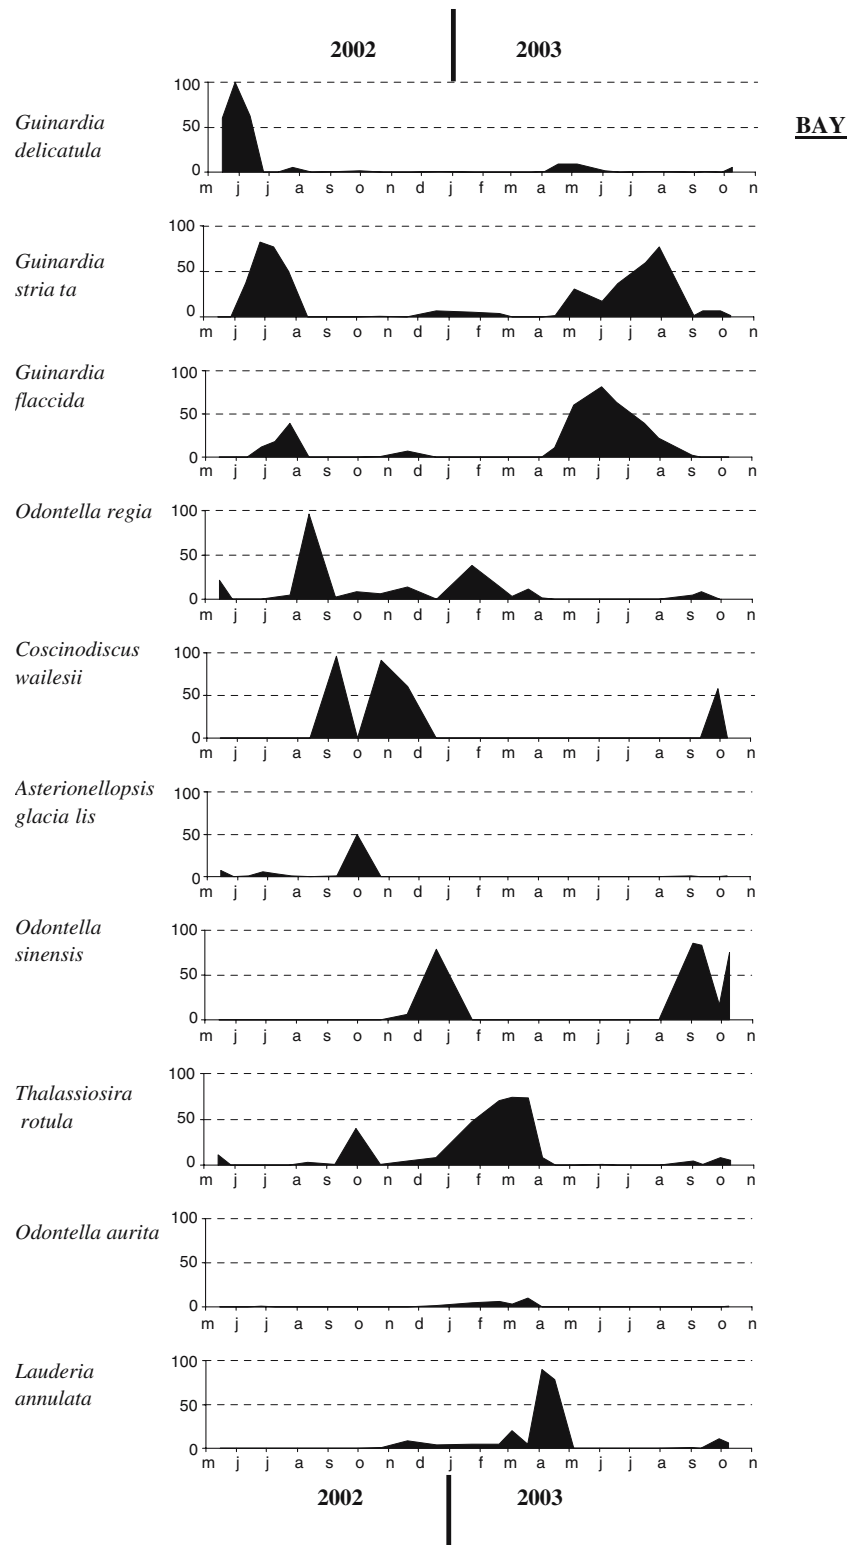 2002 2003
BAY
Guinardia
delicatula
100
50
0
m j j a s o n d j f m a m j j a s o n
Guinardia
stria ta
100
50
0
m j j a s o n d j f m a m j j a s o n
Guinardia
flaccida
100
50
0
m j j a s o n d j f m a m j j a s o n
Odontella regia
100
50
0
m j j a s o n d j f m a m j j a s o n
Coscinodiscus
wailesii
100
50
0
m j j a s o n d j f m a m j j a s o n
Asterionellopsis
glacia lis
100
50
0
m j j a s o n d j f m a m j j a s o n
Odontella
sinensis
100
50
0
m j j a s o n d j f m a m j j a s o n
Thalassiosira
rotula
100
50
0
m j j a s o n d j f m a m j j a s o n
Odontella aurita
100
50
0
m j j a s o n d j f m a m j j a s o n
Lauderia
annulata
100
50
0
m j j a s o n d j f m a m j j a s o n
2002 2003